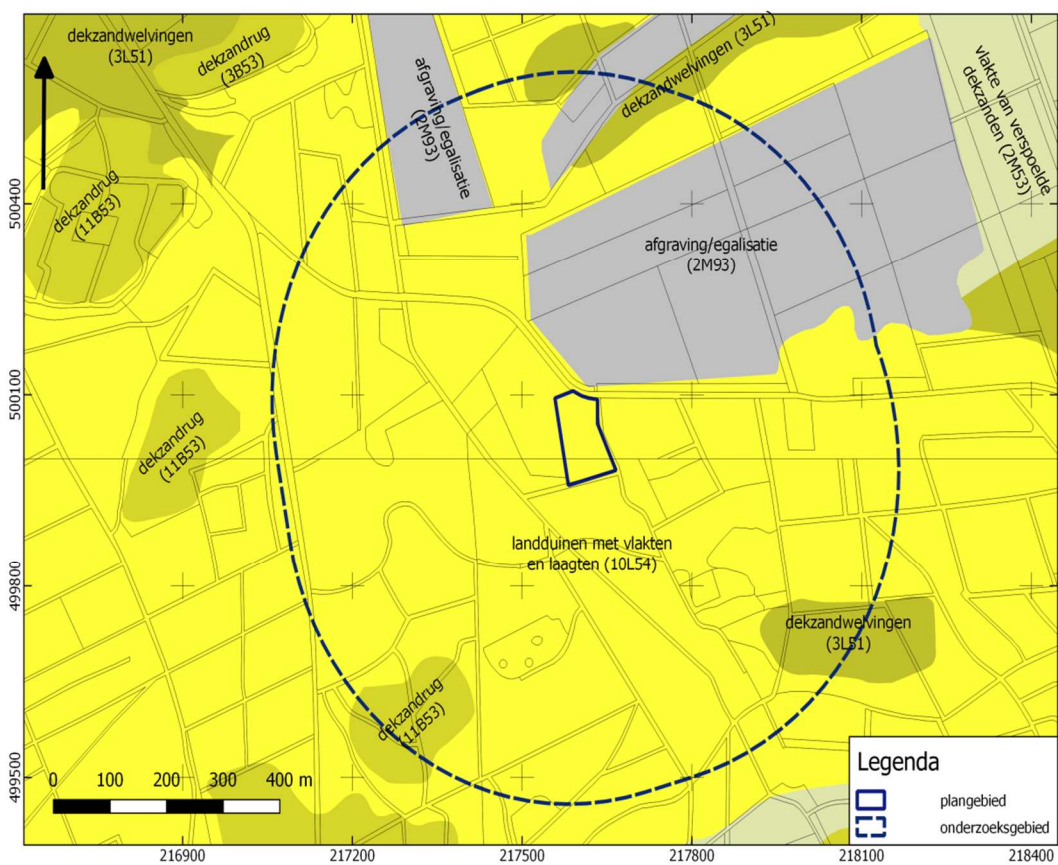 dekzandwelvingen
(3L51)
dekzandrug
(3B53)
afgraving/egalisatie
(2M93)
dekzandwelvingen (3L51)
vlakte van verspoelde
dekzanden (2M53)
dekzandrug
(11B53)
afgraving/egalisatie
(2M93)
dekzandrug
(11B53)
landduinen met vlakten
en laagten (10L54)
dekzandwelvingen
(3L51)
dekzandrug
(11B53)
500400
500100
499800
499500
0 100 200 300 400 m
Legenda
plangebied
onderzoeksgebied
216900 217200 217500 217800 218100 218400